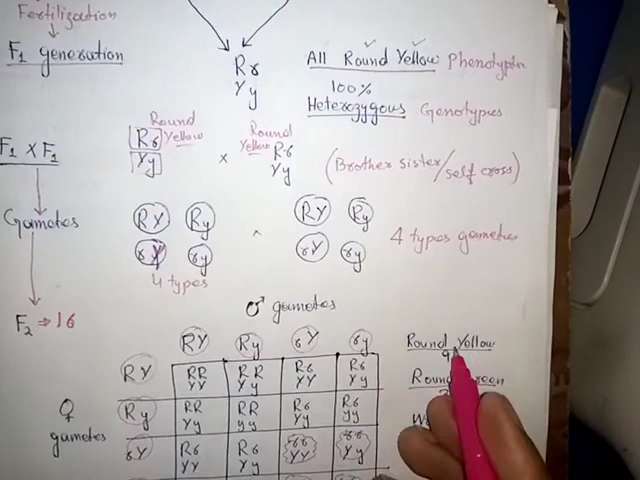 Fertilization
F1 generation
Rr
Yy
All Round Yellow Phenotypes
100%
Heterozygous Genotypes
Round
Yellow
Round
Yellow
F1 X F1
Rr
Yy
x
Rr
Yy
(Brother sister/self cross)
Gametes
RY Ry
rY ry
x
RY Ry
rY ry
4 types gametes
4 types
F2 ⇒ 16
♂ gametes
RY Ry rY ry
Round Yellow
9
Round Green
♀
gametes
RY
RR
YY
RR
Yy
Rr
YY
Rr
Yy
Ry
RR
Yy
RR
yy
Rr
Yy
Rr
yy
rY
Rr
YY
Rr
Yy
rr
YY
rr
Yy